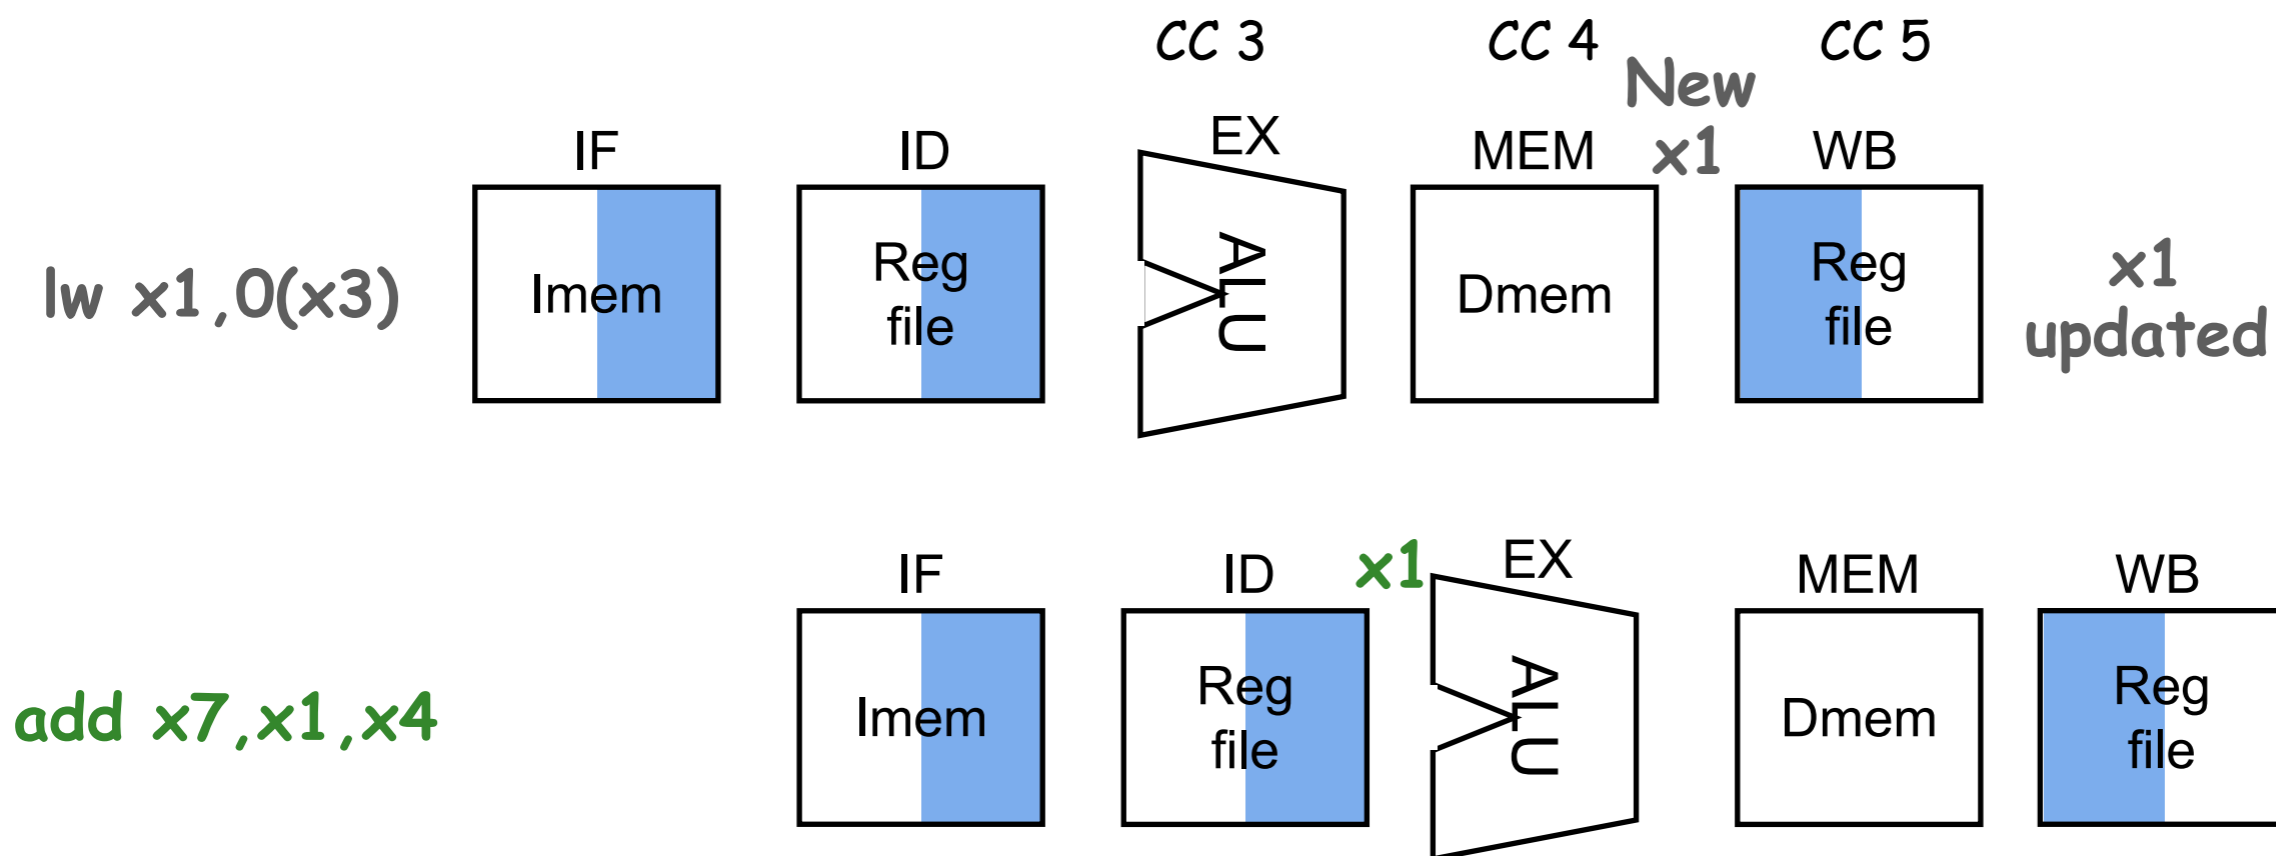 CC 3 CC 4 CC 5
New
x1
IF ID EX MEM WB
lw x1,0(x3)
Imem
Reg
file
ALU
Dmem
Reg
file
x1
updated
IF ID x1 EX MEM WB
add x7,x1,x4
Imem
Reg
file
ALU
Dmem
Reg
file